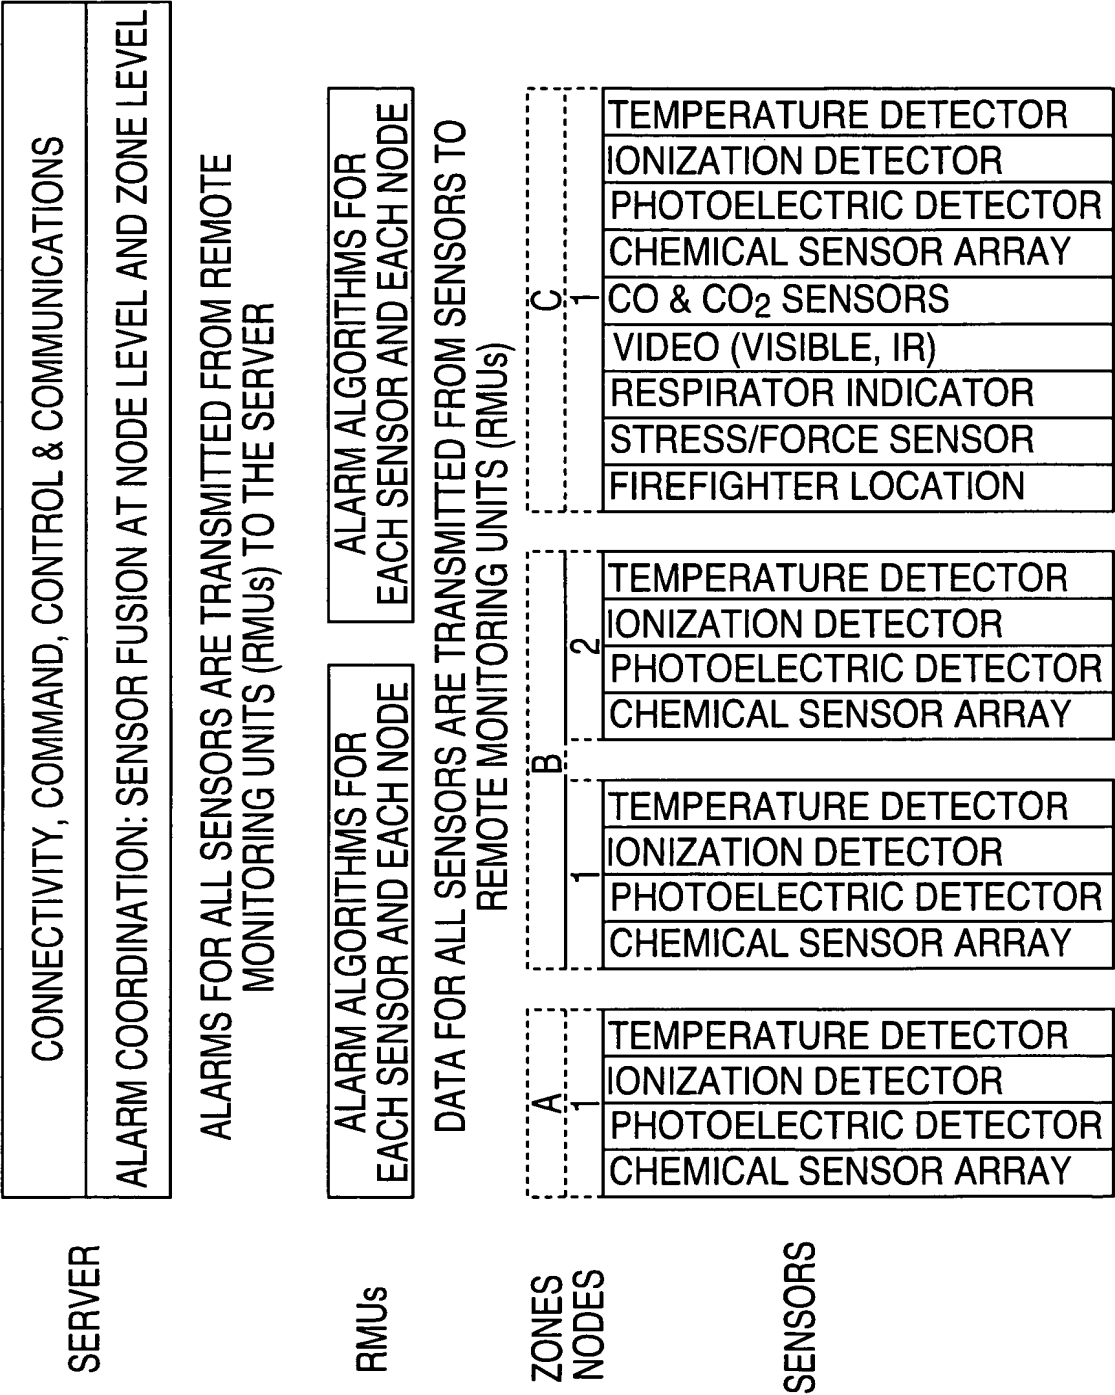 SERVER
CONNECTIVITY, COMMAND, CONTROL & COMMUNICATIONS
ALARM COORDINATION: SENSOR FUSION AT NODE LEVEL AND ZONE LEVEL
ALARMS FOR ALL SENSORS ARE TRANSMITTED FROM REMOTE
MONITORING UNITS (RMUs) TO THE SERVER
RMUs
ALARM ALGORITHMS FOR
EACH SENSOR AND EACH NODE
ALARM ALGORITHMS FOR
EACH SENSOR AND EACH NODE
DATA FOR ALL SENSORS ARE TRANSMITTED FROM SENSORS TO
REMOTE MONITORING UNITS (RMUs)
ZONES
A
B
C
NODES
1
1
2
1
SENSORS
TEMPERATURE DETECTOR
IONIZATION DETECTOR
PHOTOELECTRIC DETECTOR
CHEMICAL SENSOR ARRAY
TEMPERATURE DETECTOR
IONIZATION DETECTOR
PHOTOELECTRIC DETECTOR
CHEMICAL SENSOR ARRAY
TEMPERATURE DETECTOR
IONIZATION DETECTOR
PHOTOELECTRIC DETECTOR
CHEMICAL SENSOR ARRAY
TEMPERATURE DETECTOR
IONIZATION DETECTOR
PHOTOELECTRIC DETECTOR
CHEMICAL SENSOR ARRAY
CO & CO2 SENSORS
VIDEO (VISIBLE, IR)
RESPIRATOR INDICATOR
STRESS/FORCE SENSOR
FIREFIGHTER LOCATION